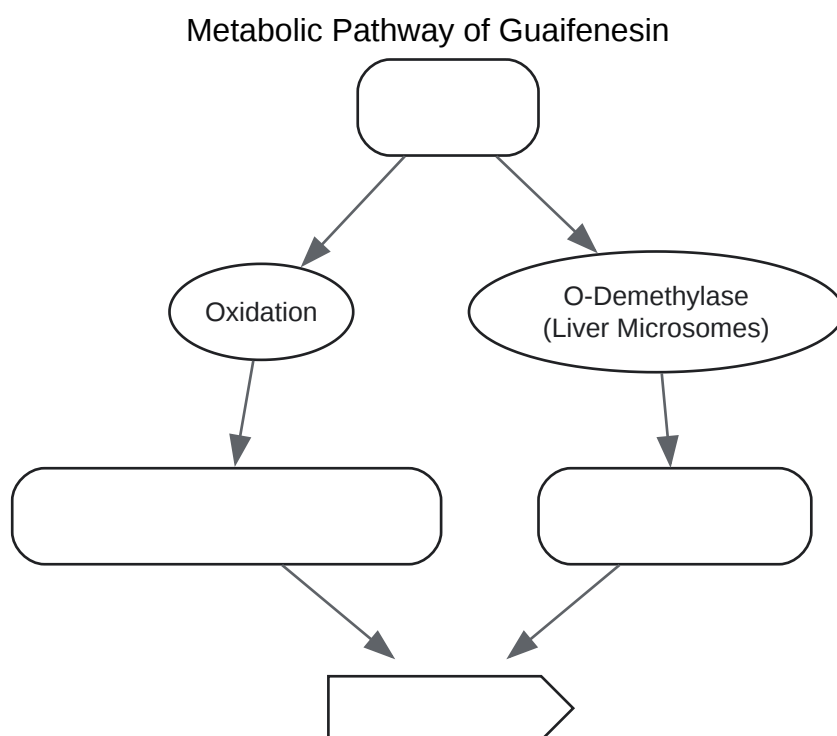 Metabolic Pathway of Guaifenesin
Oxidation
O-Demethylase
(Liver Microsomes)